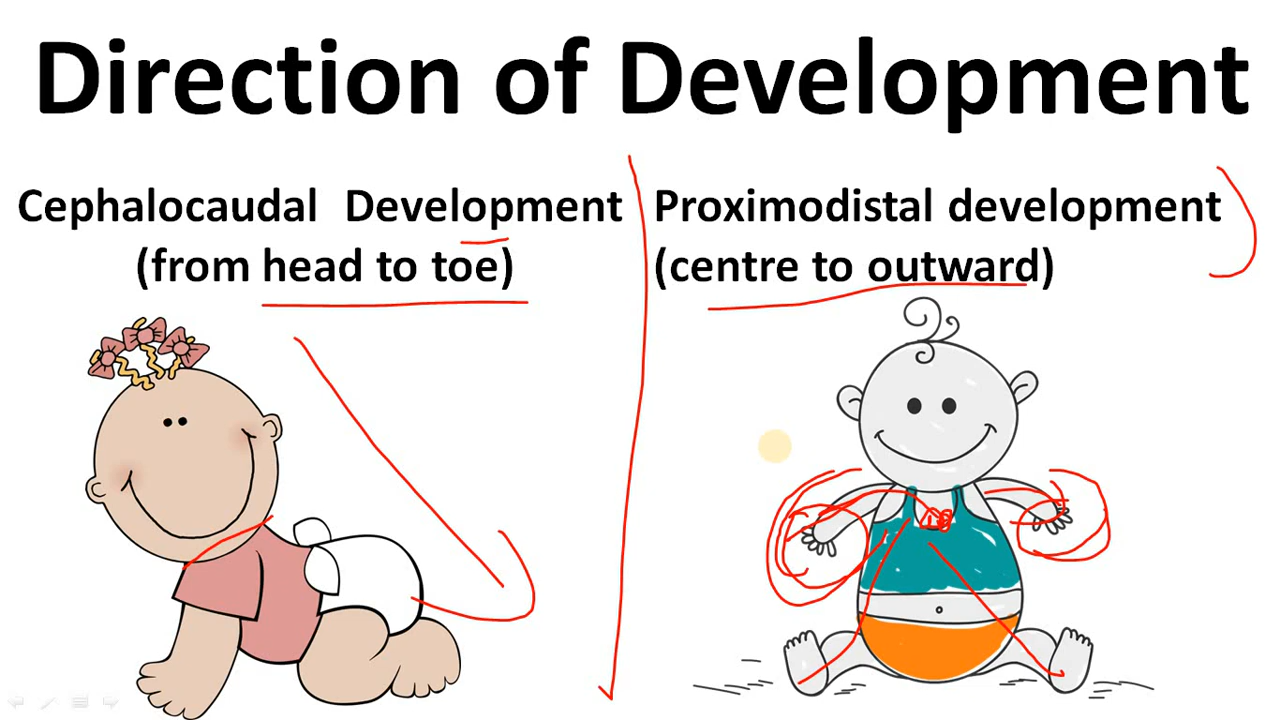 Direction of Development
Cephalocaudal Development
(from head to toe)
Proximodistal development
(centre to outward)